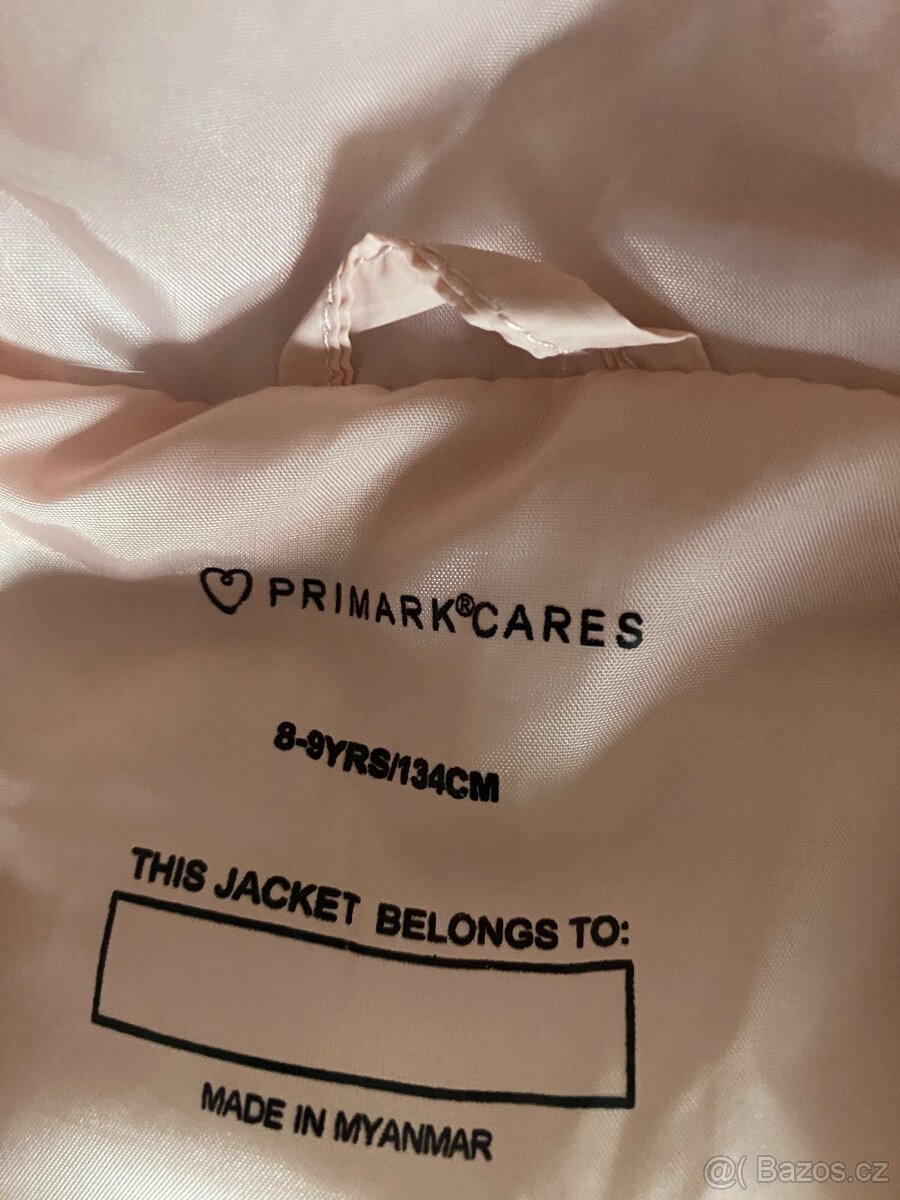 PRIMARK®CARES
8-9YRS/134CM
THIS JACKET BELONGS TO:
MADE IN MYANMAR
@( Bazos.cz